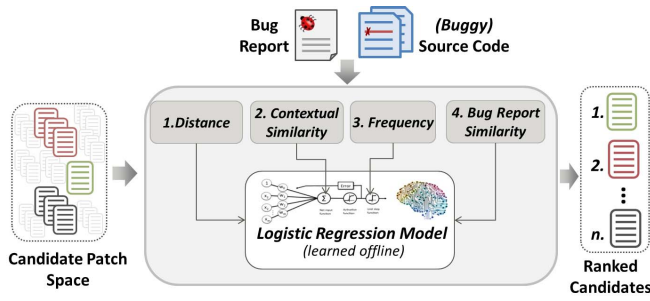 Bug
Report
(Buggy)
Source Code
1.Distance
2. Contextual
Similarity
3. Frequency
4. Bug Report
Similarity
Error
Σ
Logistic Regression Model
(learned offline)
Candidate Patch
Space
1.
2.
n.
Ranked
Candidates